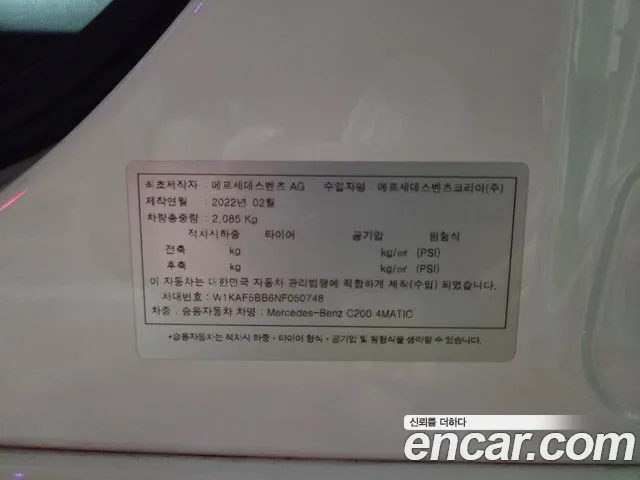 최초제작자 : 메르세데스벤츠 AG 수입자명 : 메르세데스벤츠코리아(주)
제작연월 : 2022년 02월
차량총중량 : 2,085 Kg
적차시하중 타이어 공기압 림형식
전축 kg kg/㎠ (PSI)
후축 kg kg/㎠ (PSI)
이 자동차는 대한민국 자동차 관리법령에 적합하게 제작(수입) 되었습니다.
차대번호 : W1KAF5BB6NF050748
차종 : 승용자동차 차명 : Mercedes-Benz C200 4MATIC
*승용자동차는 적차시 하중·타이어 형식·공기압 및 림형식을 생략할 수 있습니다.
신뢰를 더하다
encar.com